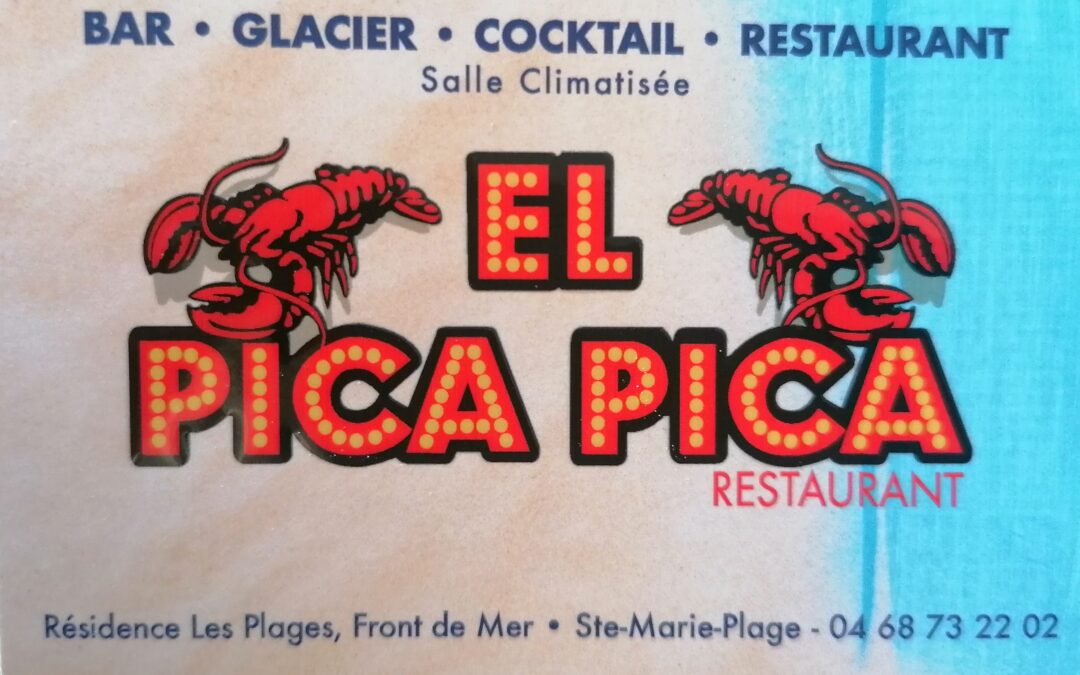 BAR • GLACIER • COCKTAIL • RESTAURANT
Salle Climatisée
EL
PICA PICA
RESTAURANT
Résidence Les Plages, Front de Mer • Ste-Marie-Plage - 04 68 73 22 02